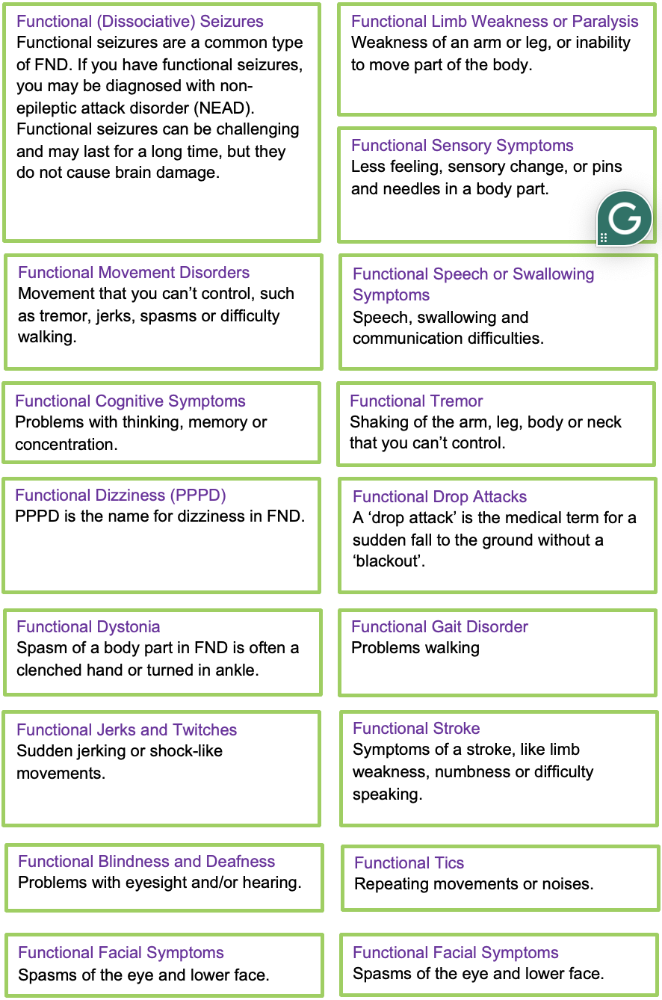 Functional (Dissociative) Seizures
Functional seizures are a common type
of FND. If you have functional seizures,
you may be diagnosed with non-
epileptic attack disorder (NEAD).
Functional seizures can be challenging
and may last for a long time, but they
do not cause brain damage.
Functional Limb Weakness or Paralysis
Weakness of an arm or leg, or inability
to move part of the body.
Functional Sensory Symptoms
Less feeling, sensory change, or pins
and needles in a body part.
G
Functional Movement Disorders
Movement that you can’t control, such
as tremor, jerks, spasms or difficulty
walking.
Functional Speech or Swallowing
Symptoms
Speech, swallowing and
communication difficulties.
Functional Cognitive Symptoms
Problems with thinking, memory or
concentration.
Functional Tremor
Shaking of the arm, leg, body or neck
that you can’t control.
Functional Dizziness (PPPD)
PPPD is the name for dizziness in FND.
Functional Drop Attacks
A ‘drop attack’ is the medical term for a
sudden fall to the ground without a
‘blackout’.
Functional Dystonia
Spasm of a body part in FND is often a
clenched hand or turned in ankle.
Functional Gait Disorder
Problems walking
Functional Jerks and Twitches
Sudden jerking or shock-like
movements.
Functional Stroke
Symptoms of a stroke, like limb
weakness, numbness or difficulty
speaking.
Functional Blindness and Deafness
Problems with eyesight and/or hearing.
Functional Tics
Repeating movements or noises.
Functional Facial Symptoms
Spasms of the eye and lower face.
Functional Facial Symptoms
Spasms of the eye and lower face.